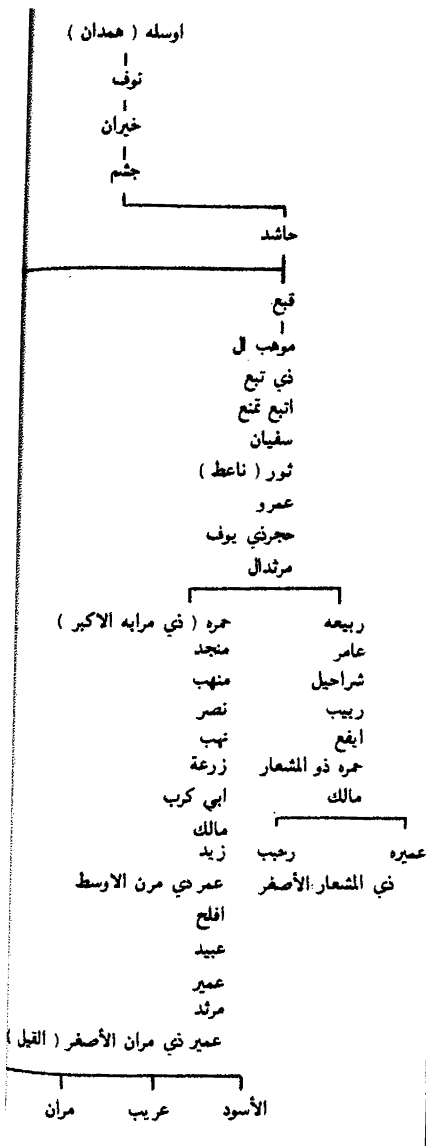 اوسله ( همدان )
نوف
خيران
جشم
حاشد
قبع
موهب ال
ذي تبع
اتبع تمنع
سفيان
ثور ( ناعط )
عمرو
حجرذي يوف
مرثدال
ربيعه
عامر
شراحيل
ربيب
ايفع
حمره ذو المشعار
مالك
عميره رحبب
ذي المشعار الأصغر
حمره ( ذي مرابه الاكبر )
منجد
منهب
نصر
نهب
زرعة
ابي كرب
مالك
زيد
عمر دي مرن الاوسط
افلح
عبيد
عمير
مرثد
عمير ذي مران الأصغر ( القيل )
الأسود عريب مران